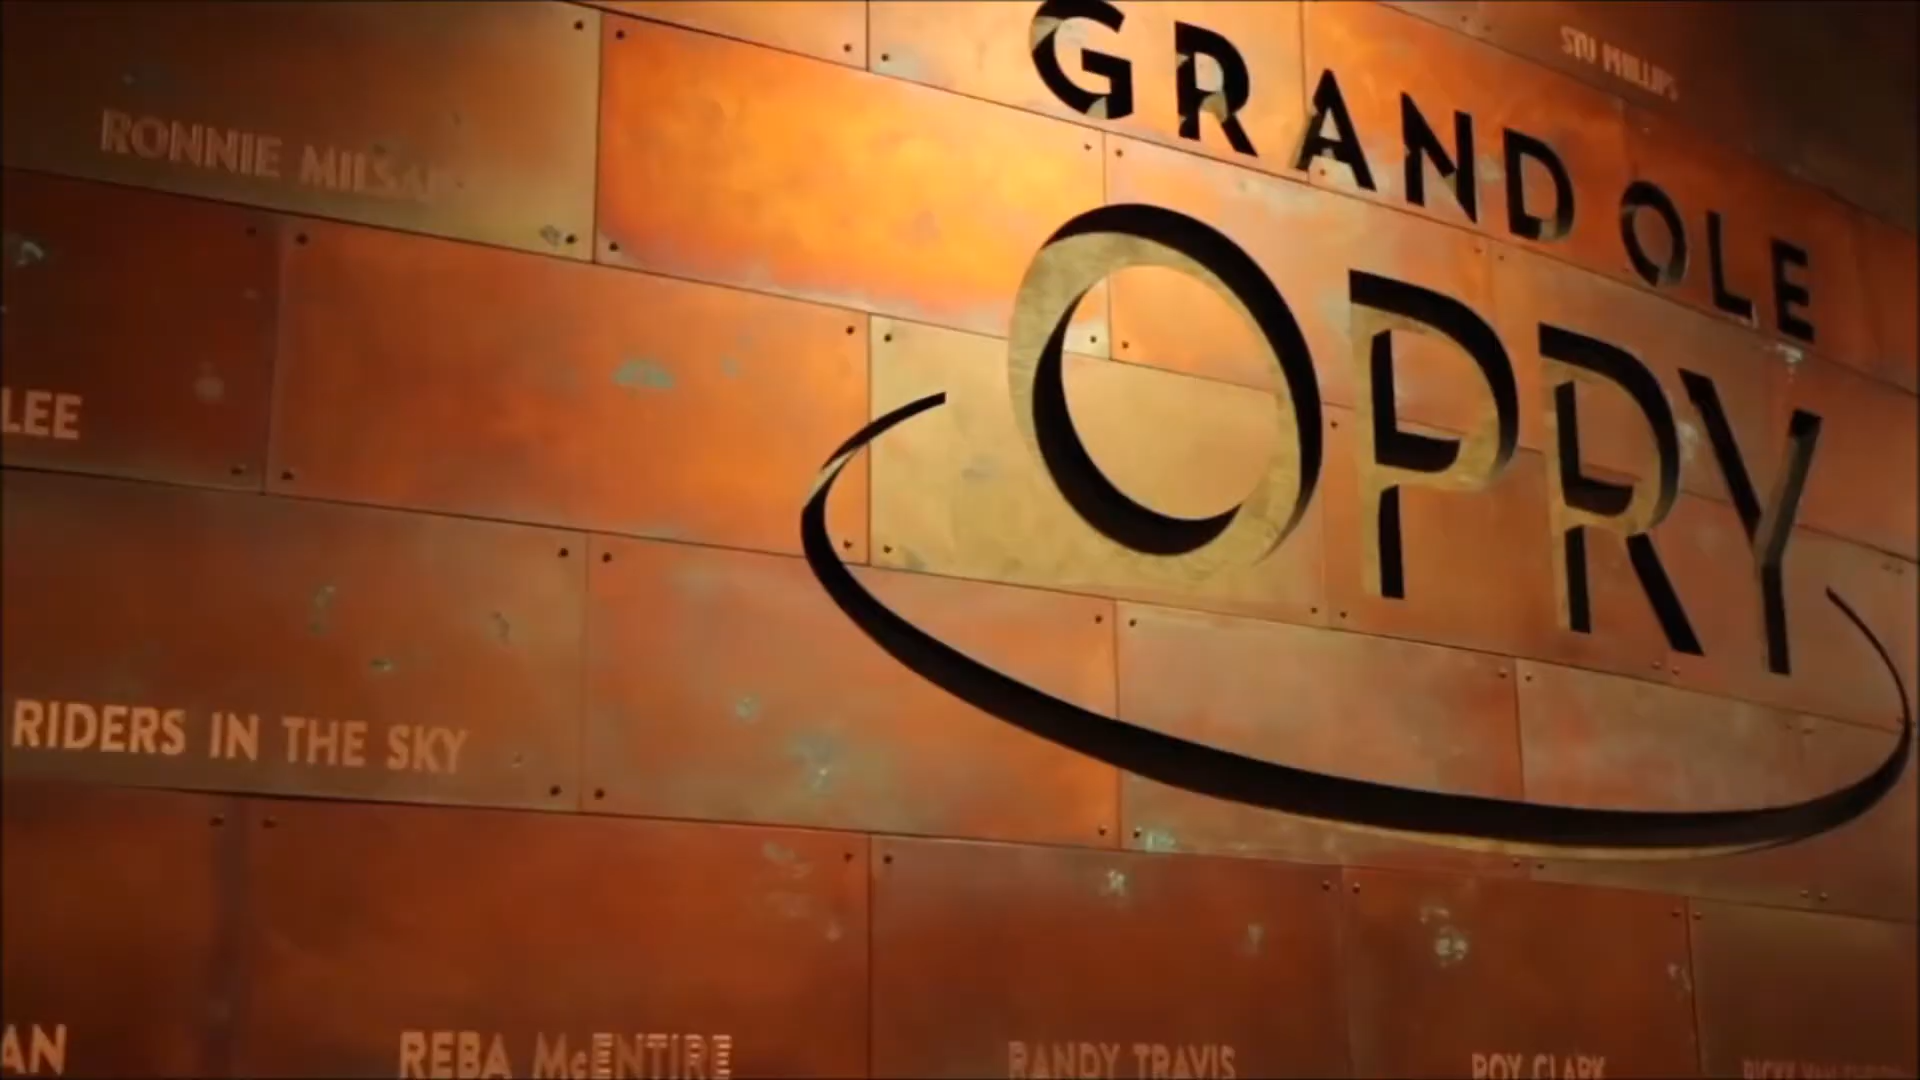 GRAND OLE
OPRY
STU PHILLIPS
RONNIE MILSAP
LEE
RIDERS IN THE SKY
AN
REBA McENTIRE
RANDY TRAVIS
ROY CLARK